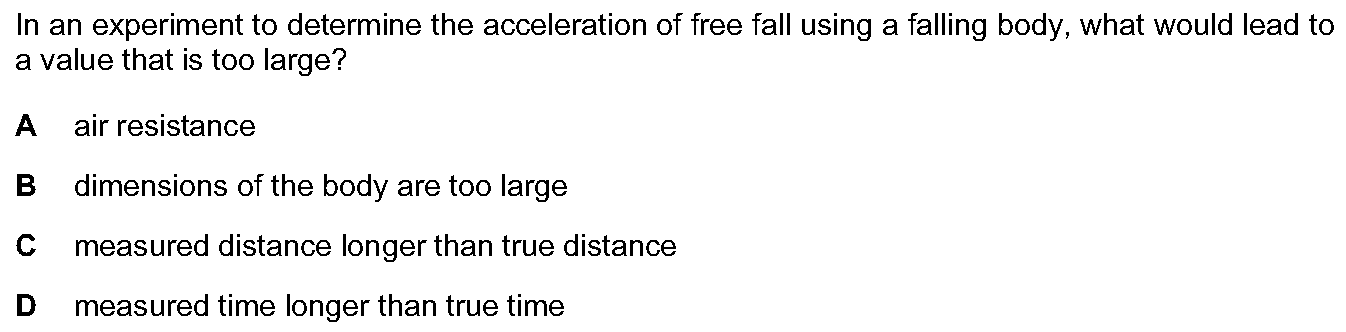 In an experiment to determine the acceleration of free fall using a falling body, what would lead to
a value that is too large?
A air resistance
B dimensions of the body are too large
C measured distance longer than true distance
D measured time longer than true time